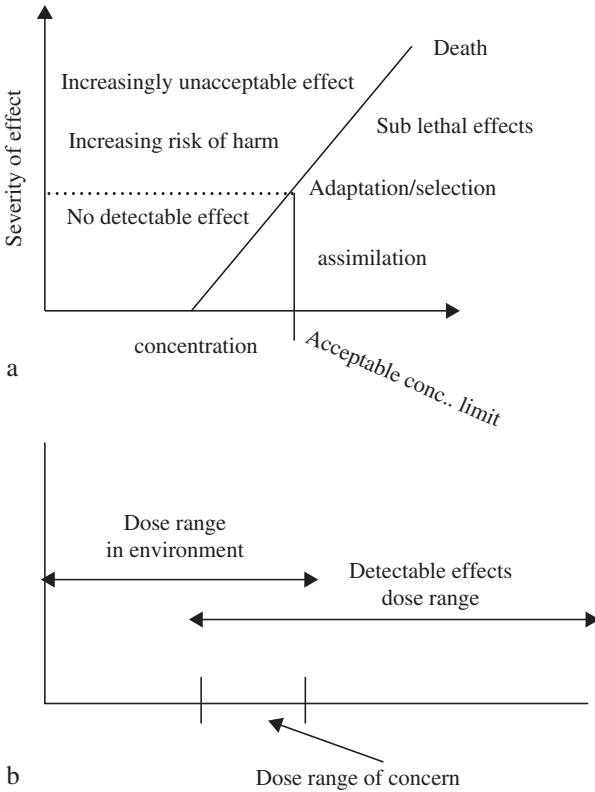 Severity of effect
Increasingly unacceptable effect
Increasing risk of harm
No detectable effect
Death
Sub lethal effects
Adaptation/selection
assimilation
concentration
Acceptable conc.. limit
a
Dose range
in environment
Detectable effects
dose range
Dose range of concern
b